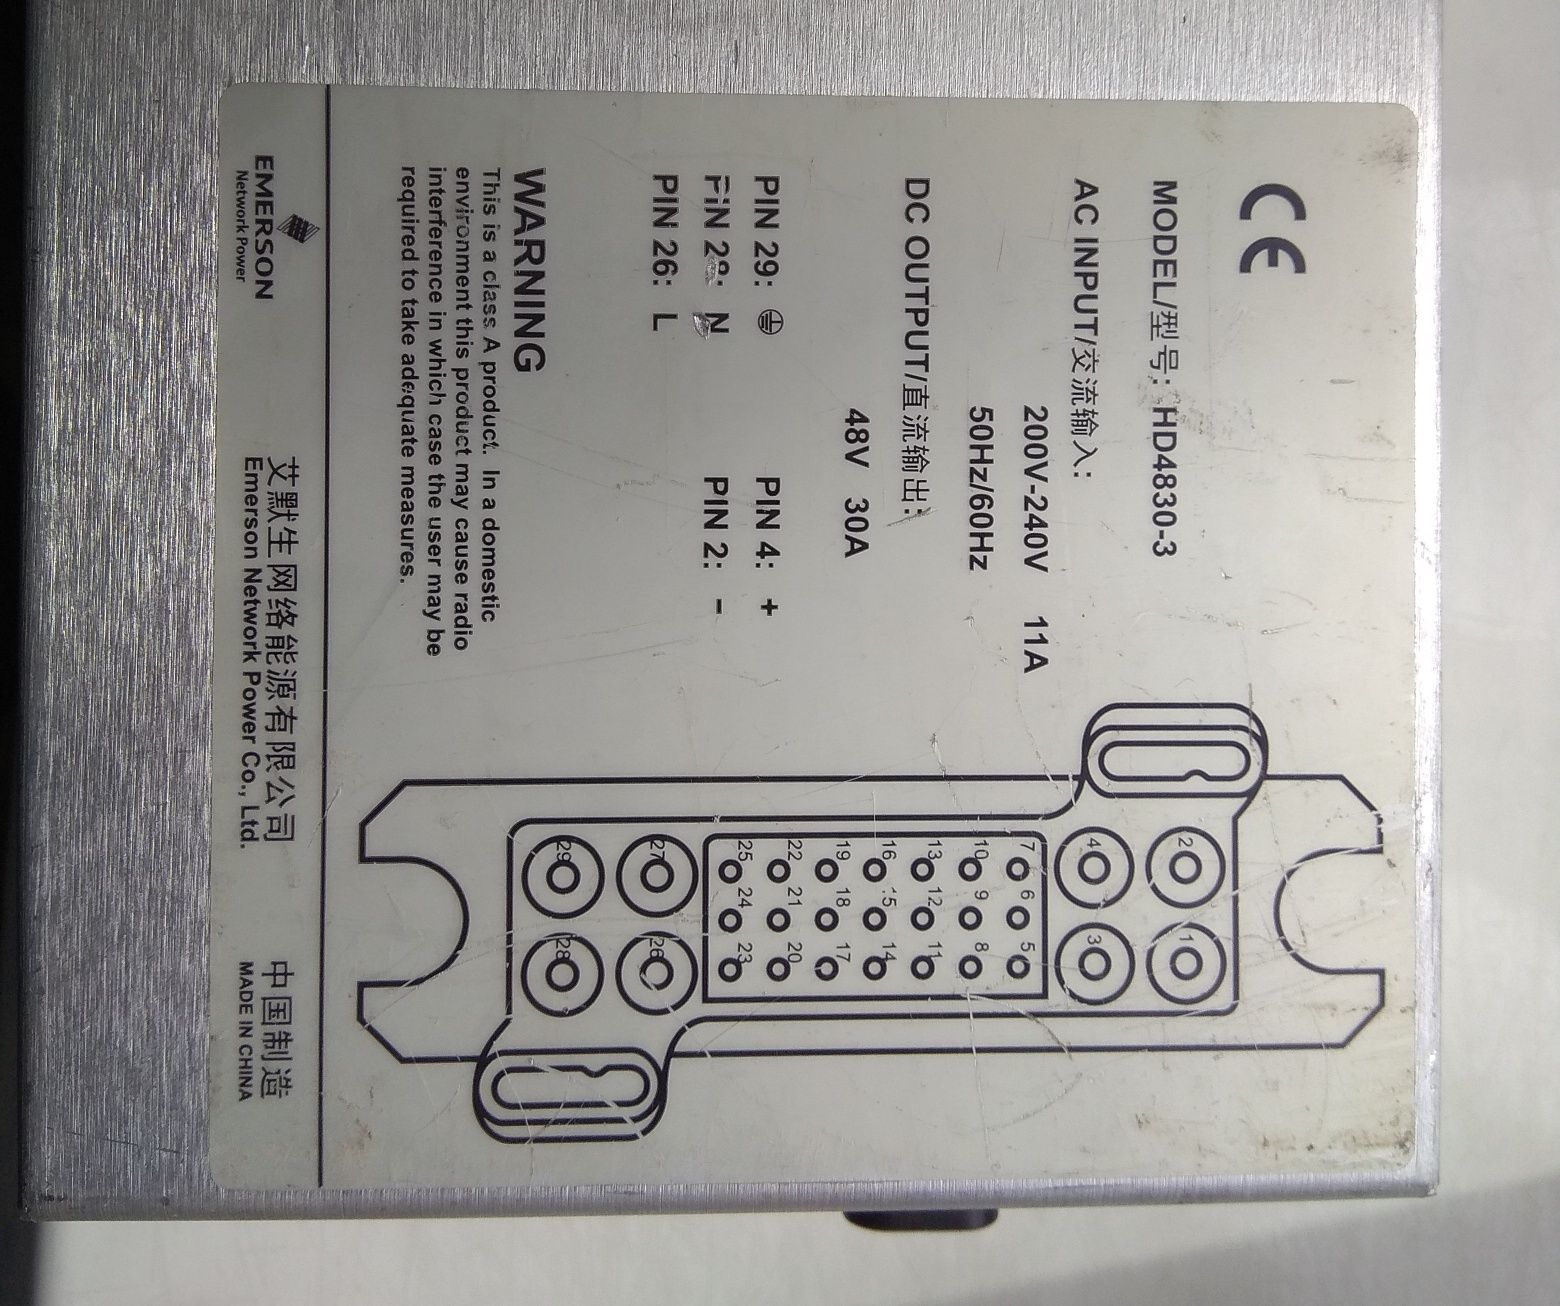 CE
MODEL/型号: HD4830-3
AC INPUT/交流输入:
200V-240V 11A
50Hz/60Hz
DC OUTPUT/直流输出:
48V 30A
PIN 29: PIN 4: +
PIN 28: N PIN 2: –
PIN 26: L
WARNING
This is a class A product. In a domestic
environment this product may cause radio
interference in which case the user may be
required to take adequate measures.
2 1
4 3
7 6 5
10 9 8
13 12 11
16 15 14
19 18 17
22 21 20
25 24 23
27 26
29 28
EMERSON
Network Power
艾默生网络能源有限公司
Emerson Network Power Co., Ltd.
中国制造
MADE IN CHINA